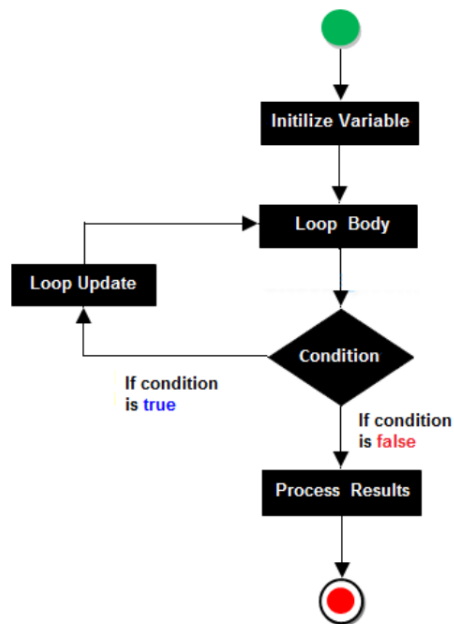 Initilize Variable
Loop Body
Loop Update
Condition
If condition
is true
If condition
is false
Process Results